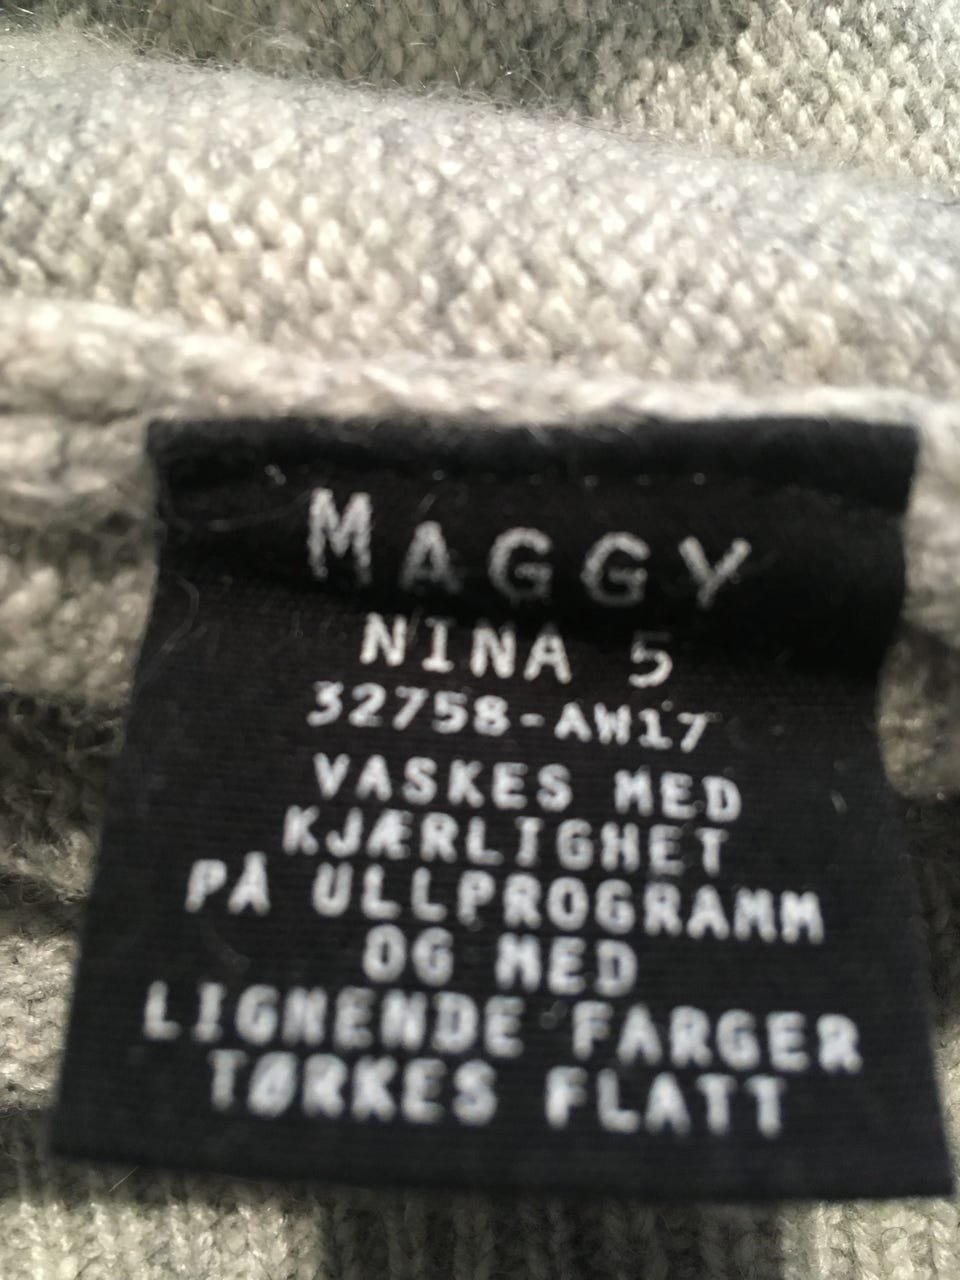 MAGGY
NINA 5
32758-AW17
VASKES MED
KJÆRLIGHET
PÅ ULLPROGRAMM
OG MED
LIGNENDE FARGER
TØRKES FLATT